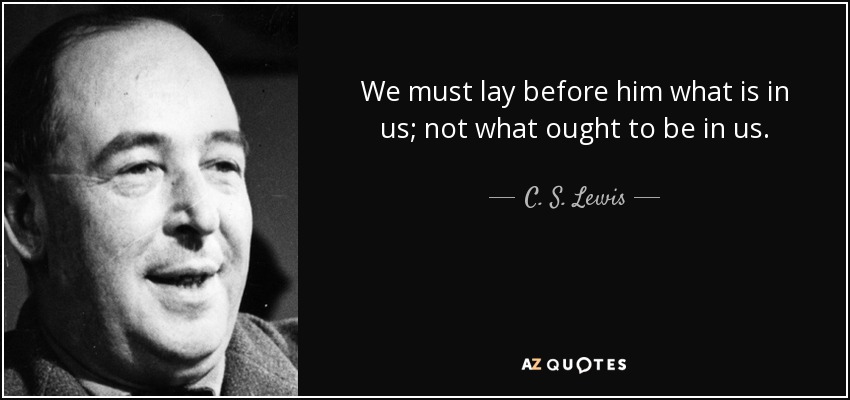 We must lay before him what is in
us; not what ought to be in us.
C. S. Lewis
AZ QUOTES